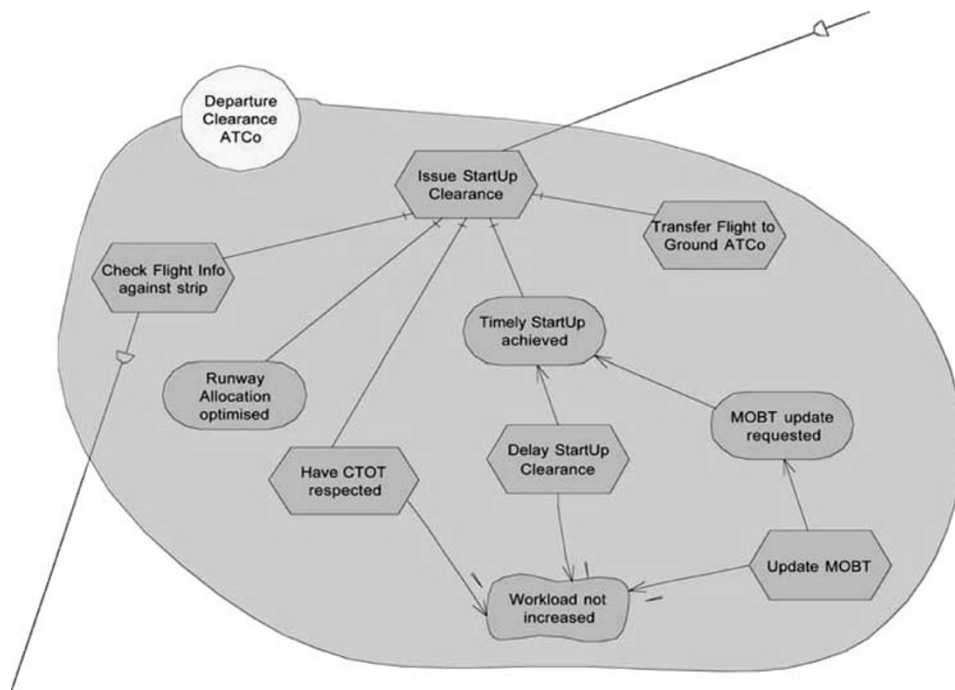 Departure
Clearance
ATCo
Issue StartUp
Clearance
Transfer Flight to
Ground ATCo
Check Flight Info
against strip
Timely StartUp
achieved
Runway
Allocation
optimised
MOBT update
requested
Have CTOT
respected
Delay StartUp
Clearance
Update MOBT
Workload not
increased